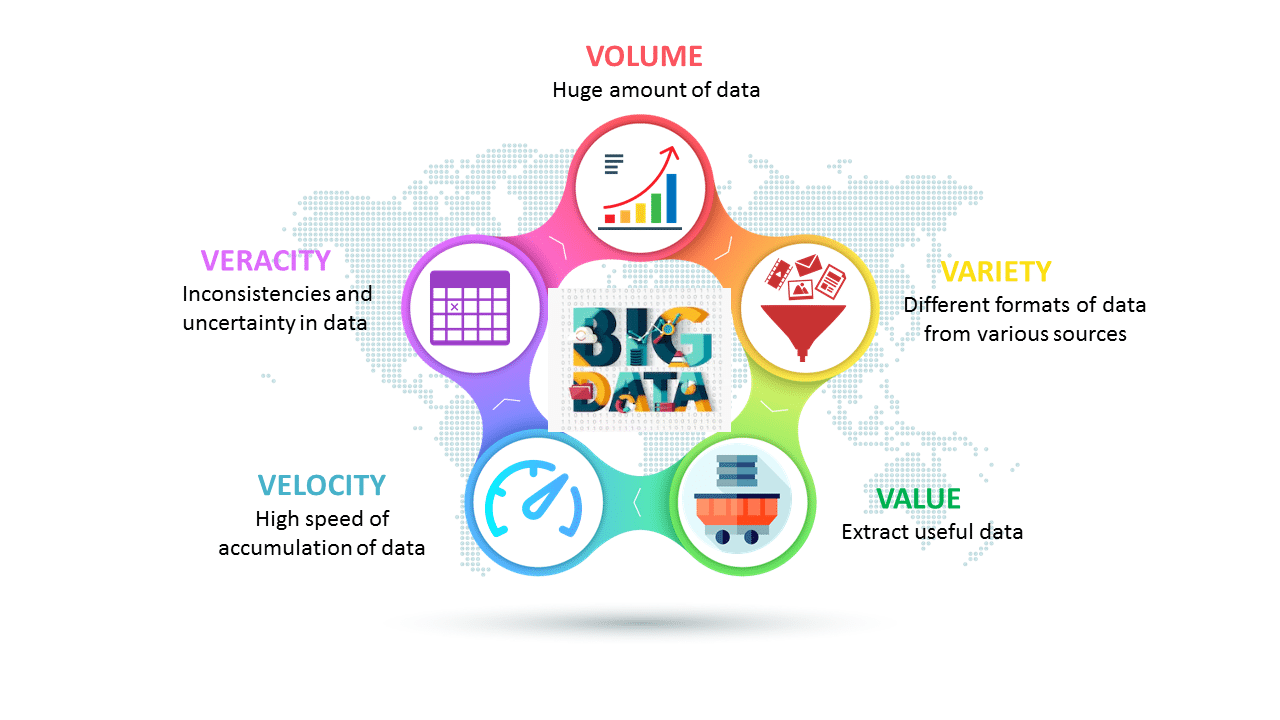 VOLUME
Huge amount of data
VERACITY
Inconsistencies and
uncertainty in data
VARIETY
Different formats of data
from various sources
BIG
DATA
VELOCITY
High speed of
accumulation of data
VALUE
Extract useful data